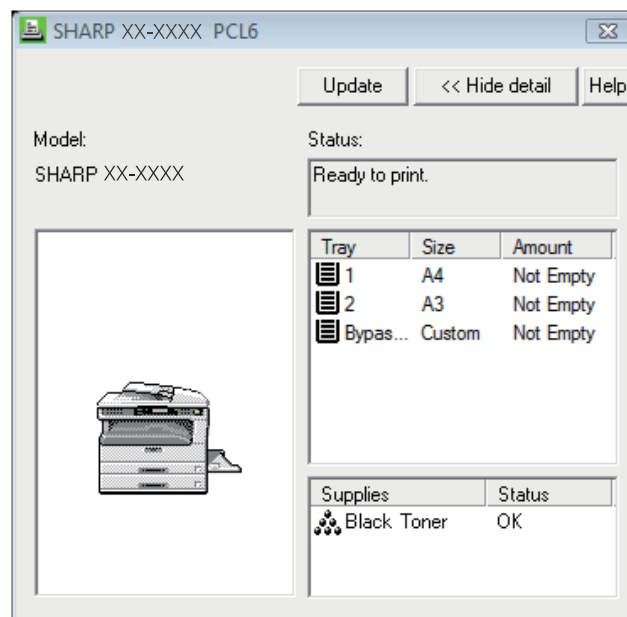 SHARP XX-XXXX PCL6
Update << Hide detail Help
Model:
SHARP XX-XXXX
Status:
Ready to print.
Tray Size Amount
1 A4 Not Empty
2 A3 Not Empty
Bypas... Custom Not Empty
Supplies Status
Black Toner OK